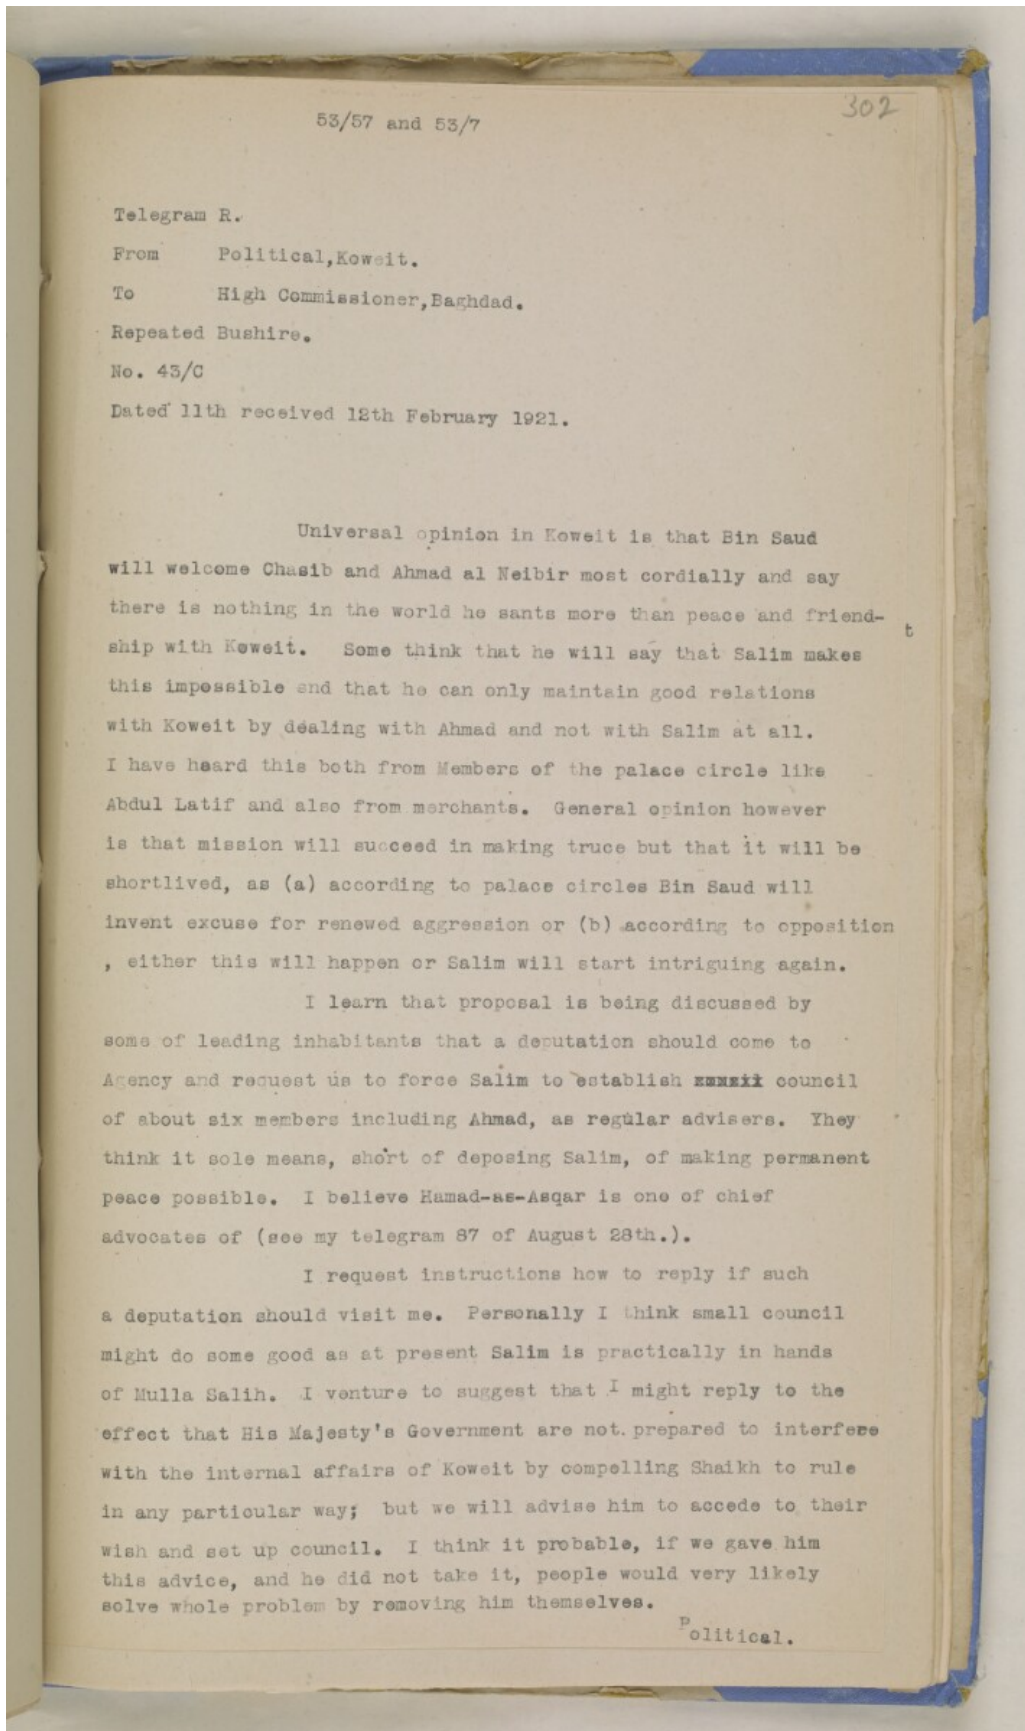 302
53/57 and 53/7
Telegram R.
From Political,Koweit.
To High Commissioner,Baghdad.
Repeated Bushire.
No. 43/C
Dated 11th received 12th February 1921.
Universal opinion in Koweit is that Bin Saud
will welcome Chasib and Ahmad al Neibir most cordially and say
there is nothing in the world he sants more than peace and friend-
t
ship with Koweit. Some think that he will say that Salim makes
this impossible and that he can only maintain good relations
with Koweit by dealing with Ahmad and not with Salim at all.
I have heard this both from Members of the palace circle like
Abdul Latif and also from merchants. General opinion however
is that mission will succeed in making truce but that it will be
shortlived, as (a) according to palace circles Bin Saud will
invent excuse for renewed aggression or (b) according to opposition
, either this will happen or Salim will start intriguing again.
I learn that proposal is being discussed by
some of leading inhabitants that a deputation should come to
Agency and request us to force Salim to establish council
of about six members including Ahmad, as regular advisers. Yhey
think it sole means, short of deposing Salim, of making permanent
peace possible. I believe Hamad-as-Asqar is one of chief
advocates of (see my telegram 87 of August 28th.).
I request instructions how to reply if such
a deputation should visit me. Personally I think small council
might do some good as at present Salim is practically in hands
of Mulla Salih. I venture to suggest that I might reply to the
effect that His Majesty's Government are not. prepared to interfere
with the internal affairs of Koweit by compelling Shaikh to rule
in any particular way; but we will advise him to accede to their
wish and set up council. I think it probable, if we gave him
this advice, and he did not take it, people would very likely
solve whole problem by removing him themselves.
Political.